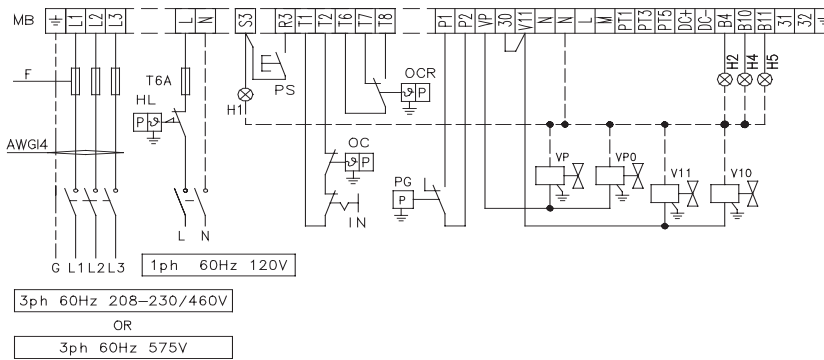 MB L1 L2 L3 L N S3 R3 T1 T2 T6 T7 T8 P1 P2 VP 30 V11 N N L M PT1 PT3 PT5 DC+ DC- B4 B10 B11 31 32
F
T6A
HL
P ϑ
AWG14
H1
PS
OCR
ϑ P
OC
ϑ P
IN
PG
P
H2 H4 H5
VP VP0 V11 V10
G L1 L2 L3 L N
1ph 60Hz 120V
3ph 60Hz 208-230/460V
OR
3ph 60Hz 575V